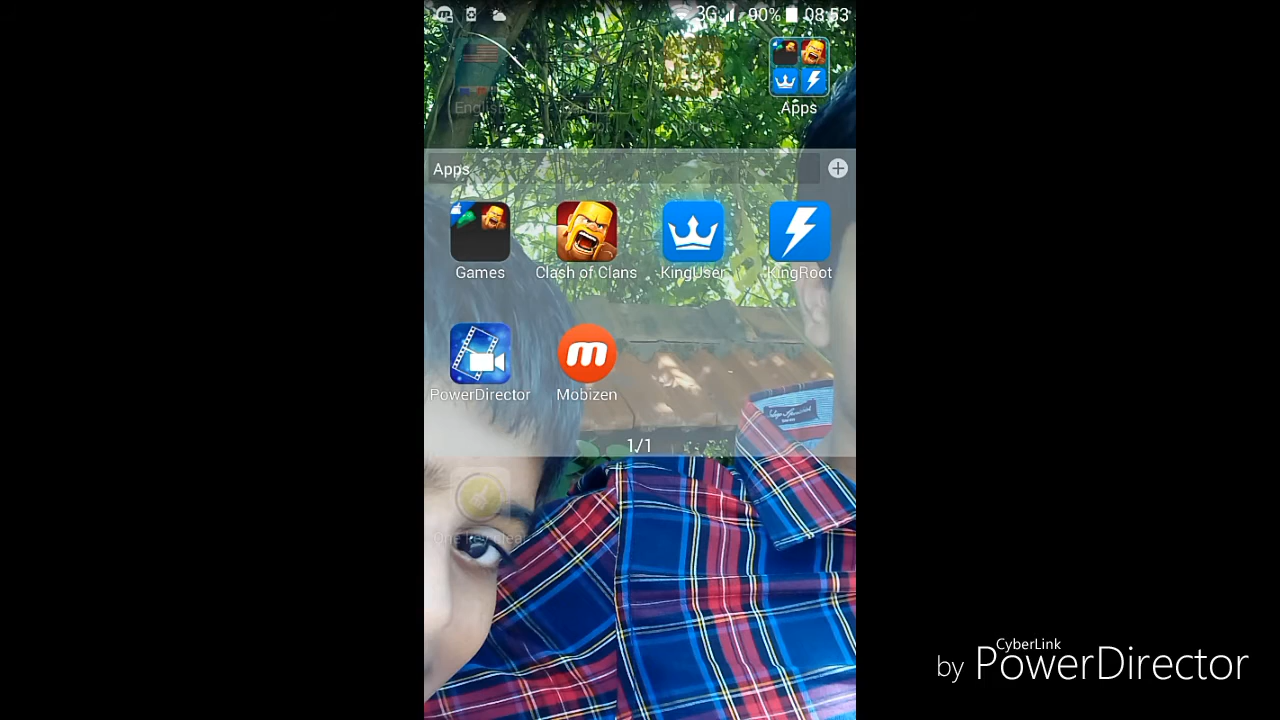 3G 90% 08:53
English
Apps
Apps
Games Clash of Clans KingUser KingRoot
PowerDirector Mobizen
m
1/1
CyberLink
by PowerDirector